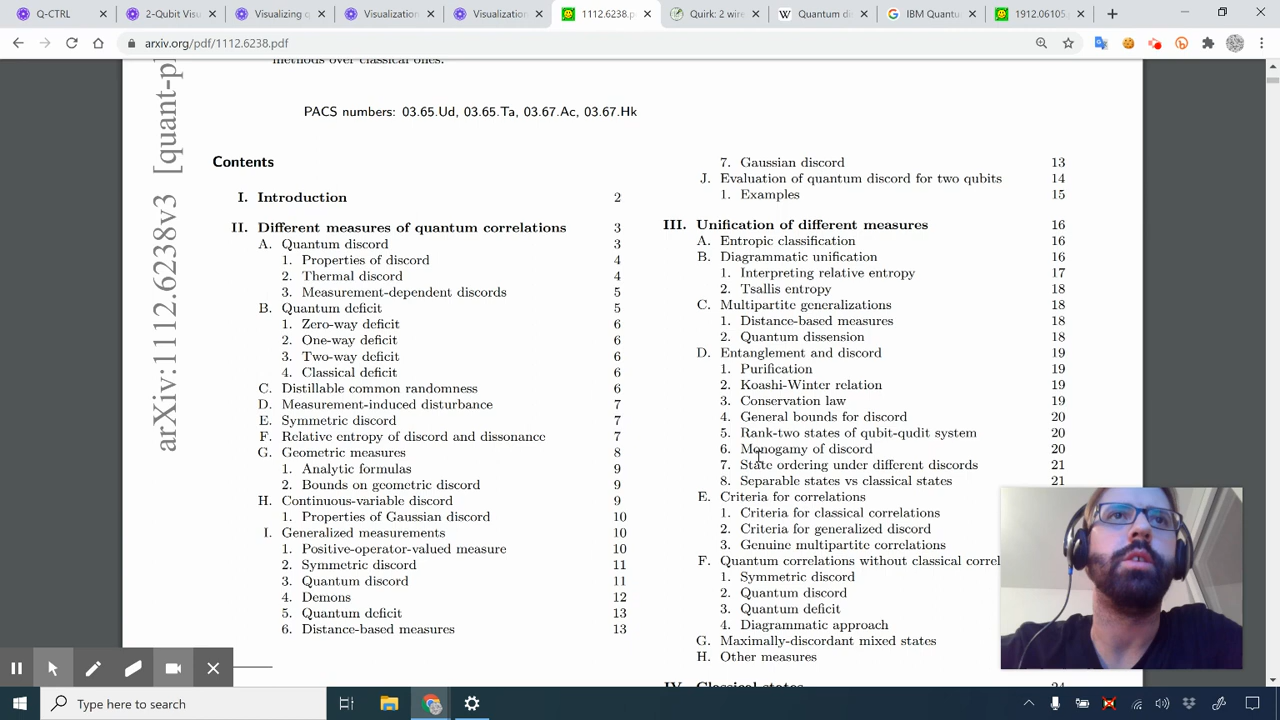 Q-CTRL
2-Qubit Visu
Visualizing q
Visualization
Visualization
1112.6238.pdf
Quirk: 2 wire
Quantum di
IBM Quantu
1912.06105.p
arxiv.org/pdf/1112.6238.pdf
methods over classical ones.
PACS numbers: 03.65.Ud, 03.65.Ta, 03.67.Ac, 03.67.Hk
arXiv:1112.6238v3 [quant-p
Contents
I. Introduction 2
II. Different measures of quantum correlations 3
A. Quantum discord 3
1. Properties of discord 4
2. Thermal discord 4
3. Measurement-dependent discords 5
B. Quantum deficit 5
1. Zero-way deficit 6
2. One-way deficit 6
3. Two-way deficit 6
4. Classical deficit 6
C. Distillable common randomness 6
D. Measurement-induced disturbance 7
E. Symmetric discord 7
F. Relative entropy of discord and dissonance 7
G. Geometric measures 8
1. Analytic formulas 9
2. Bounds on geometric discord 9
H. Continuous-variable discord 9
1. Properties of Gaussian discord 10
I. Generalized measurements 10
1. Positive-operator-valued measure 10
2. Symmetric discord 11
3. Quantum discord 11
4. Demons 12
5. Quantum deficit 13
6. Distance-based measures 13
7. Gaussian discord 13
J. Evaluation of quantum discord for two qubits 14
1. Examples 15
III. Unification of different measures 16
A. Entropic classification 16
B. Diagrammatic unification 16
1. Interpreting relative entropy 17
2. Tsallis entropy 18
C. Multipartite generalizations 18
1. Distance-based measures 18
2. Quantum dissension 18
D. Entanglement and discord 19
1. Purification 19
2. Koashi-Winter relation 19
3. Conservation law 19
4. General bounds for discord 20
5. Rank-two states of qubit-qudit system 20
6. Monogamy of discord 20
7. State ordering under different discords 21
8. Separable states vs classical states 21
E. Criteria for correlations
1. Criteria for classical correlations
2. Criteria for generalized discord
3. Genuine multipartite correlations
F. Quantum correlations without classical correl
1. Symmetric discord
2. Quantum discord
3. Quantum deficit
4. Diagrammatic approach
G. Maximally-discordant mixed states
H. Other measures
IV. Classical states 24
Type here to search